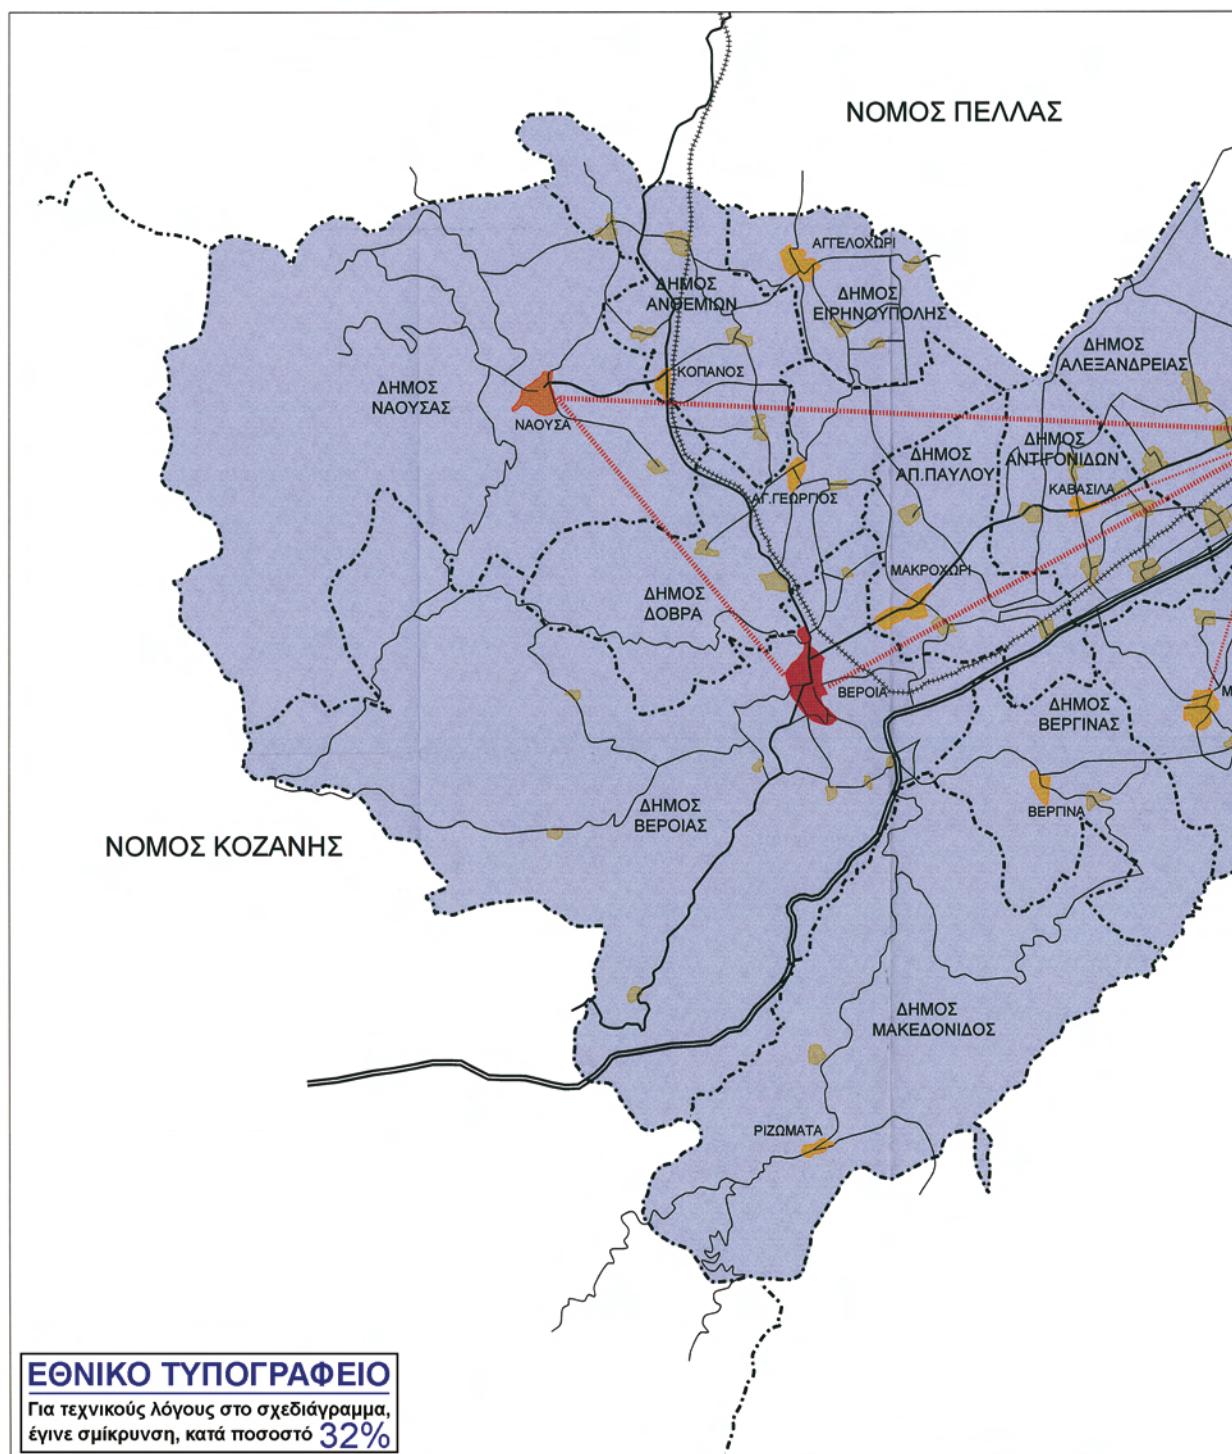 ΝΟΜΟΣ ΠΕΛΛΑΣ
ΑΓΓΕΛΟΧΩΡΙ
ΔΗΜΟΣ
ΑΝΘΕΜΙΩΝ
ΔΗΜΟΣ
ΕΙΡΗΝΟΥΠΟΛΗΣ
ΔΗΜΟΣ
ΑΛΕΞΑΝΔΡΕΙΑΣ
ΚΟΠΑΝΟΣ
ΔΗΜΟΣ
ΝΑΟΥΣΑΣ
ΝΑΟΥΣΑ
ΔΗΜΟΣ
ΑΠ.ΠΑΥΛΟΥ
ΔΗΜΟΣ
ΑΝΤΙΓΟΝΙΔΩΝ
ΚΑΒΑΣΙΛΑ
ΑΓ.ΓΕΩΡΓΙΟΣ
ΜΑΚΡΟΧΩΡΙ
ΔΗΜΟΣ
ΔΟΒΡΑ
ΒΕΡΟΙΑ
Μ
ΔΗΜΟΣ
ΒΕΡΓΙΝΑΣ
ΔΗΜΟΣ
ΒΕΡΟΙΑΣ
ΒΕΡΓΙΝΑ
ΝΟΜΟΣ ΚΟΖΑΝΗΣ
ΔΗΜΟΣ
ΜΑΚΕΔΟΝΙΔΟΣ
ΡΙΖΩΜΑΤΑ
ΕΘΝΙΚΟ ΤΥΠΟΓΡΑΦΕΙΟ
Για τεχνικούς λόγους στο σχεδιάγραμμα,
έγινε σμίκρυνση, κατά ποσοστό 32%